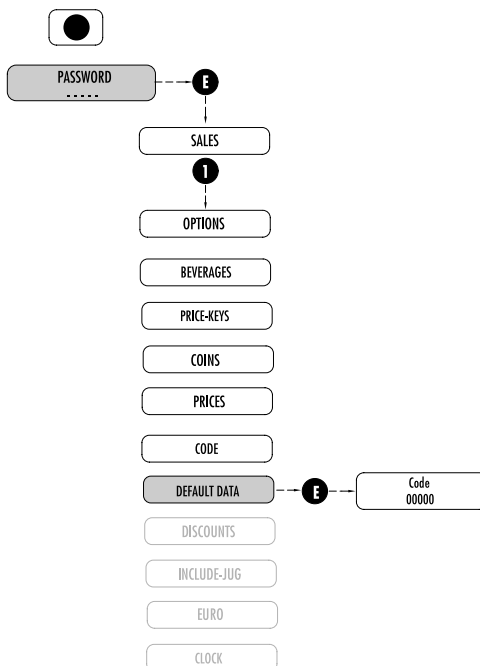 PASSWORD
-----
E
SALES
1
OPTIONS
BEVERAGES
PRICE-KEYS
COINS
PRICES
CODE
DEFAULT DATA
E
Code
00000
DISCOUNTS
INCLUDE-JUG
EURO
CLOCK